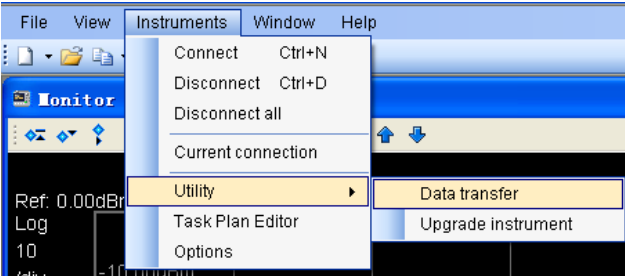 File View Instruments Window Help
Connect Ctrl+N
Disconnect Ctrl+D
Monitor
Disconnect all
Current connection
Utility
Data transfer
Ref: 0.00dBm
Log
Task Plan Editor
Upgrade instrument
10
Options
/div